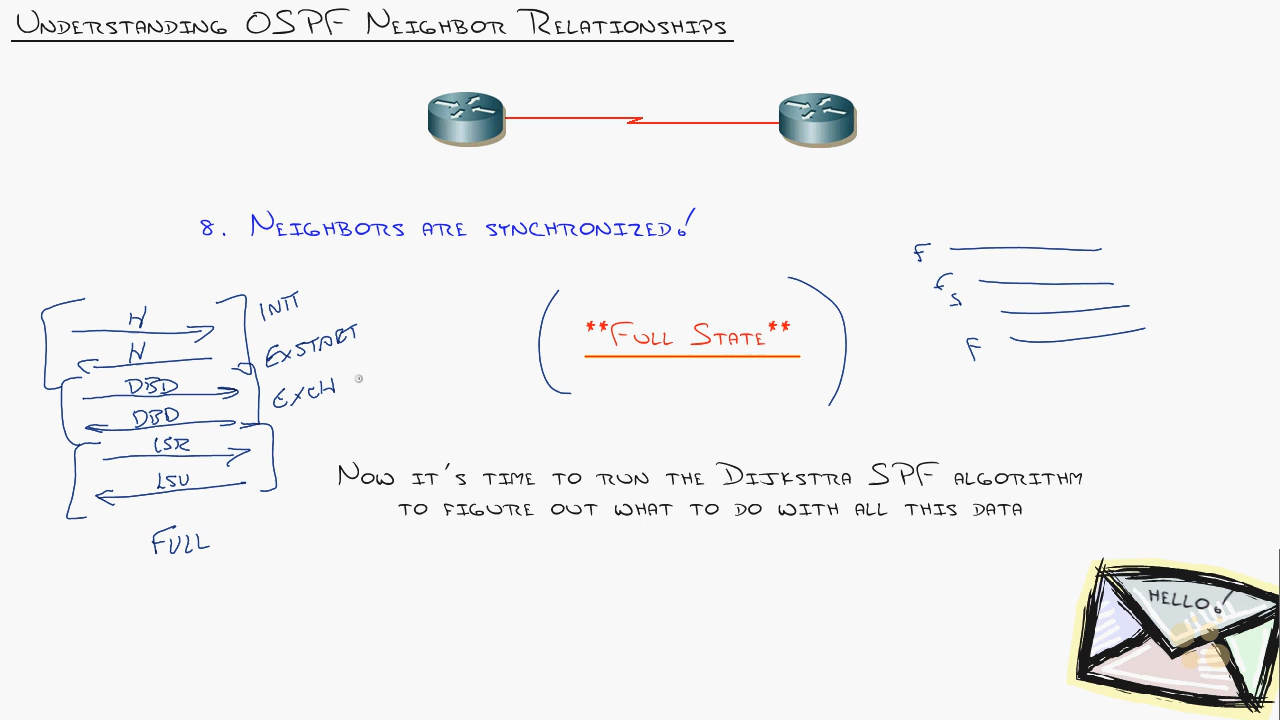 Understanding OSPF Neighbor Relationships
8. Neighbors are synchronized!
**Full State**
Now it's time to run the Dijkstra SPF algorithm
to figure out what to do with all this data
H
H
DBD
DBD
LSR
LSU
FULL
INIT
EXSTART
EXCH
F
F
S
F
HELLO!